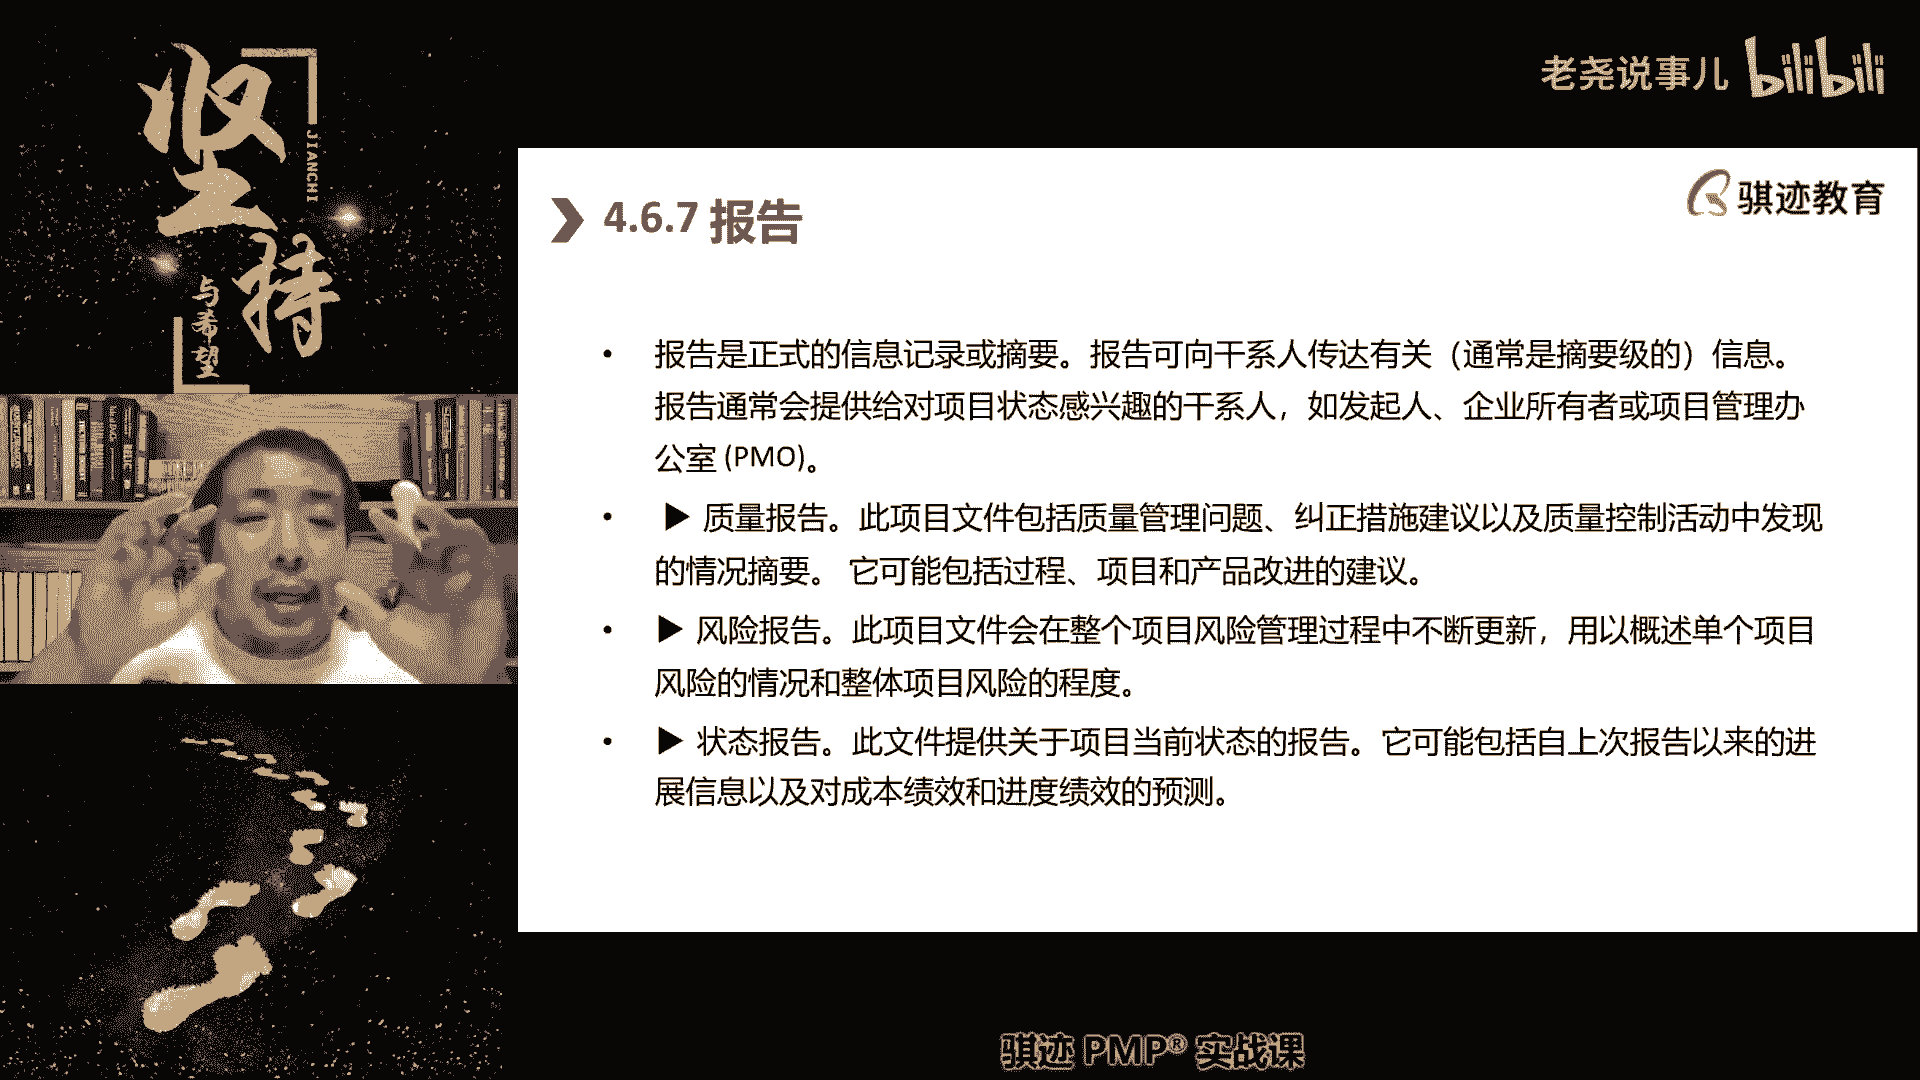 坚持
JIANCHI
与希望
老尧说事儿 bilibili
骐迹教育
4.6.7 报告
• 报告是正式的信息记录或摘要。报告可向干系人传达有关（通常是摘要级的）信息。
报告通常会提供给对项目状态感兴趣的干系人，如发起人、企业所有者或项目管理办
公室 (PMO)。
• ▶ 质量报告。此项目文件包括质量管理问题、纠正措施建议以及质量控制活动中发现
的情况摘要。 它可能包括过程、项目和产品改进的建议。
• ▶ 风险报告。此项目文件会在整个项目风险管理过程中不断更新，用以概述单个项目
风险的情况和整体项目风险的程度。
• ▶ 状态报告。此文件提供关于项目当前状态的报告。它可能包括自上次报告以来的进
展信息以及对成本绩效和进度绩效的预测。
骐迹 PMP® 实战课